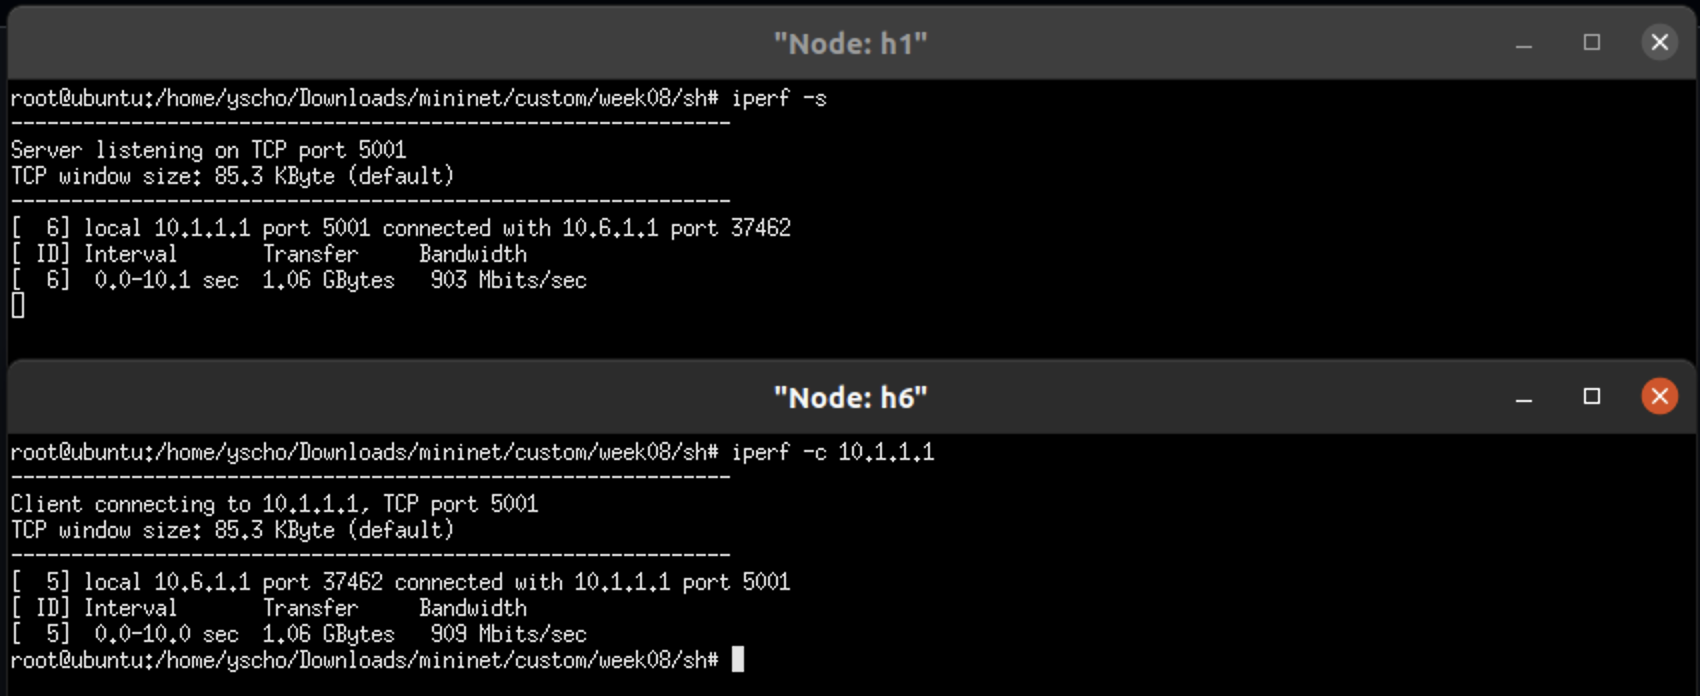 "Node: h1"
root@ubuntu:/home/yscho/Downloads/mininet/custom/week08/sh# iperf -s
------------------------------------------------------------
Server listening on TCP port 5001
TCP window size: 85.3 KByte (default)
------------------------------------------------------------
[  6] local 10.1.1.1 port 5001 connected with 10.6.1.1 port 37462
[ ID] Interval       Transfer     Bandwidth
[  6]  0.0-10.1 sec  1.06 GBytes   903 Mbits/sec
"Node: h6"
root@ubuntu:/home/yscho/Downloads/mininet/custom/week08/sh# iperf -c 10.1.1.1
------------------------------------------------------------
Client connecting to 10.1.1.1, TCP port 5001
TCP window size: 85.3 KByte (default)
------------------------------------------------------------
[  5] local 10.6.1.1 port 37462 connected with 10.1.1.1 port 5001
[ ID] Interval       Transfer     Bandwidth
[  5]  0.0-10.0 sec  1.06 GBytes   909 Mbits/sec
root@ubuntu:/home/yscho/Downloads/mininet/custom/week08/sh#